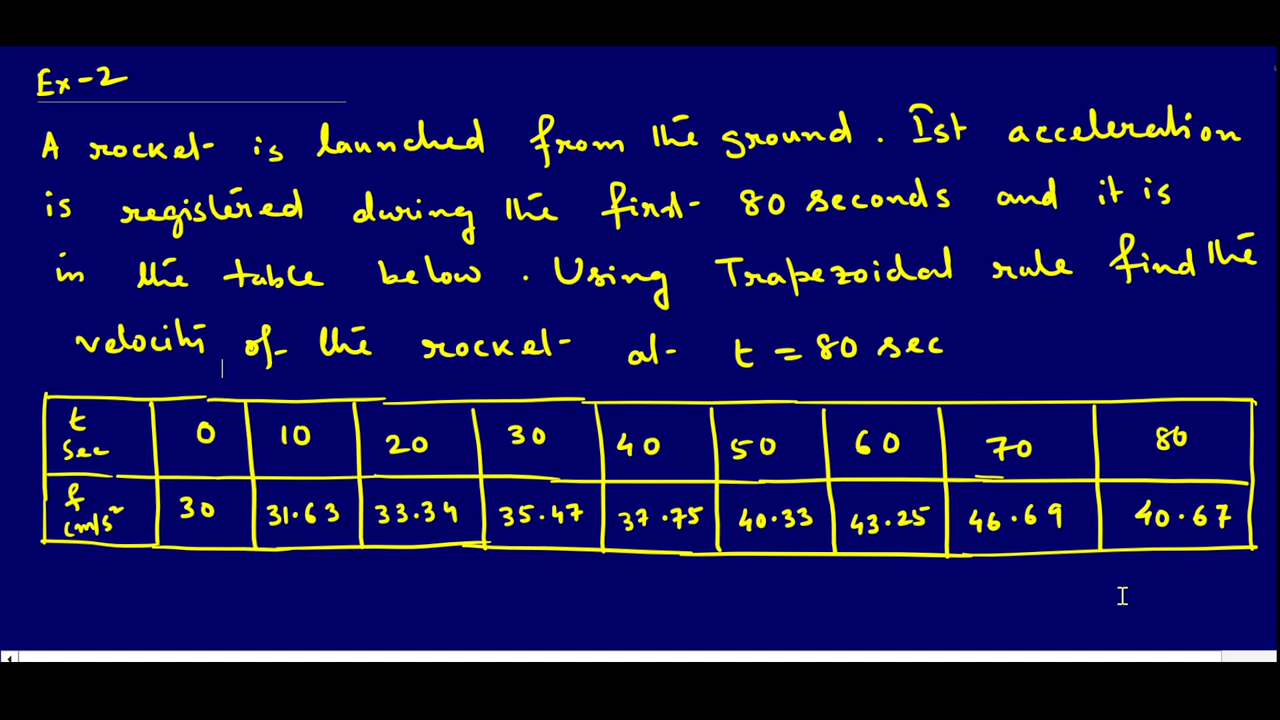 Ex-2
A rocket is launched from the ground. Ist acceleration
is registered during the first 80 seconds and it is
in the table below. Using Trapezoidal rule find the
velocity of the rocket at t = 80 sec
t sec 0 10 20 30 40 50 60 70 80
f cm/s² 30 31.63 33.34 35.47 37.75 40.33 43.25 46.69 40.67